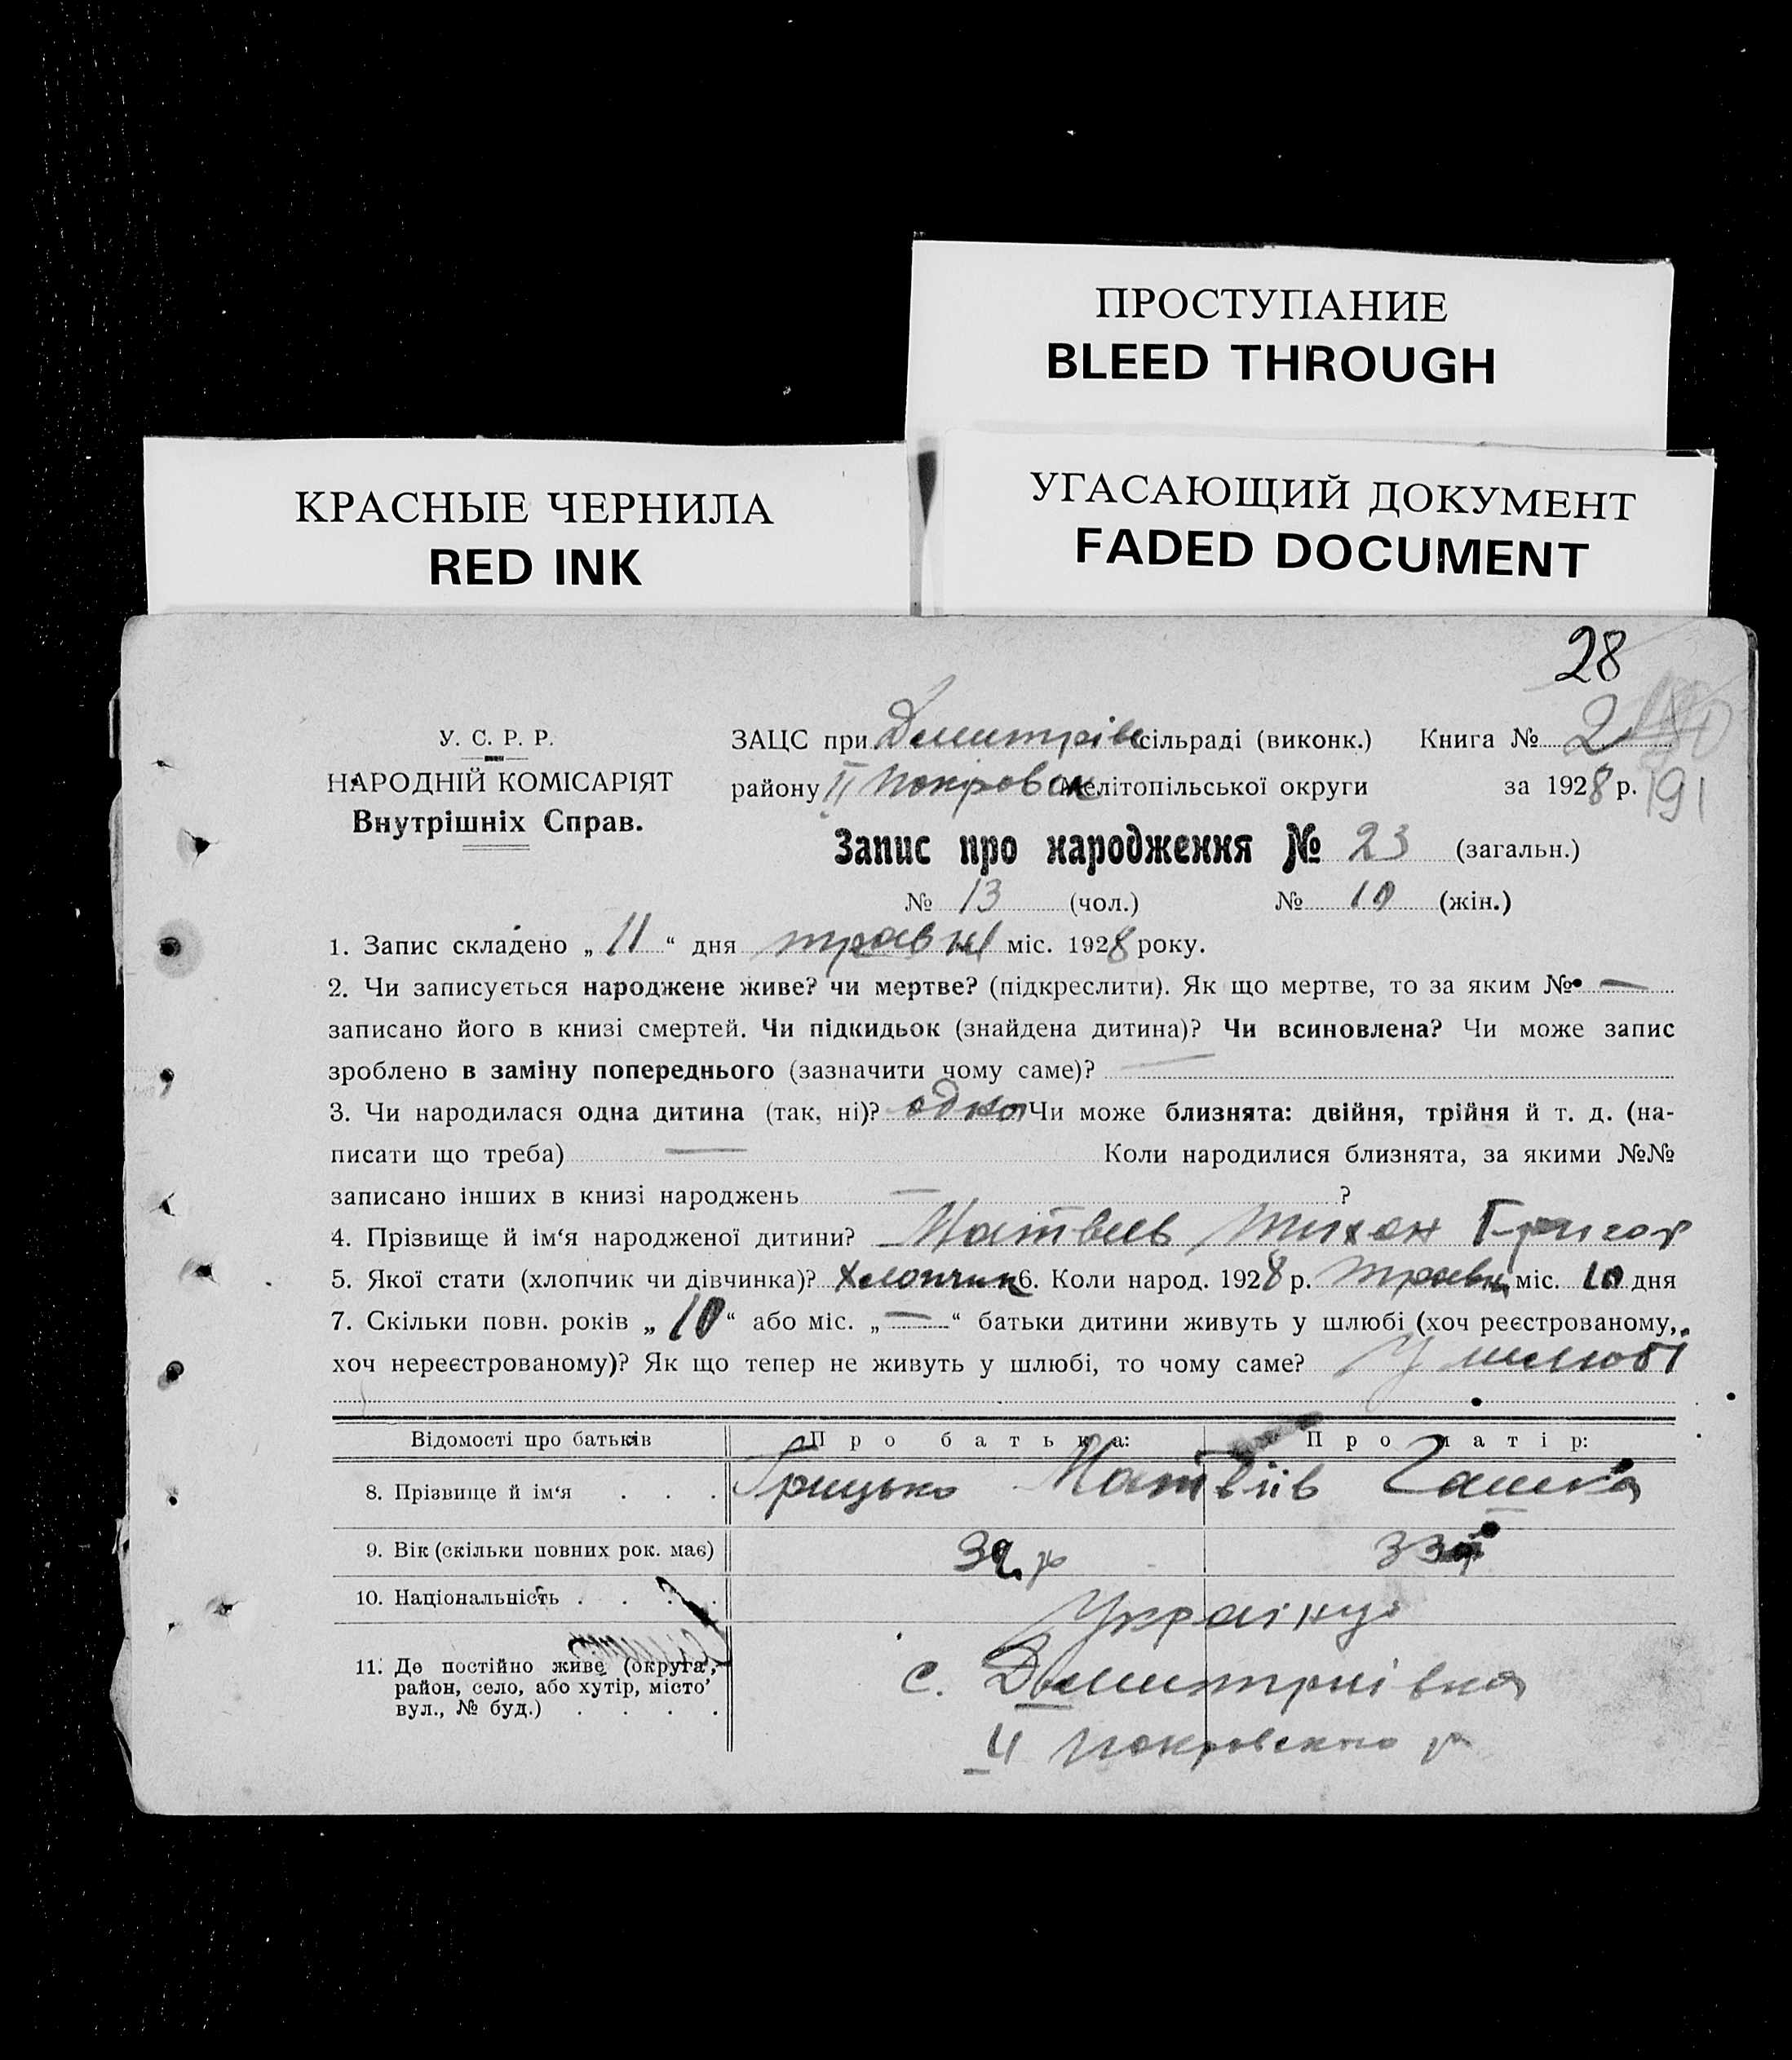 ПРОСТУПАНИЕ
BLEED THROUGH
КРАСНЫЕ ЧЕРНИЛА
RED INK
УГАСАЮЩИЙ ДОКУМЕНТ
FADED DOCUMENT
28
У. С. Р. Р.
НАРОДНІЙ КОМІСАРІЯТ
Внутрішніх Справ.
ЗАЦС при Дмитрів сільраді (виконк.) Книга № 2
району II Покровск Мелітопільської округи за 1928 р. 191
Запис про народження № 23 (загальн.)
№ 13 (чол.) № 10 (жін.)
1. Запис складено „ 11 “ дня травня міс. 1928 року.
2. Чи записується народжене живе? чи мертве? (підкреслити). Як що мертве, то за яким № —
записано його в книзі смертей. Чи підкидьок (знайдена дитина)? Чи всиновлена? Чи може запис
зроблено в заміну попереднього (зазначити чому саме)? —
3. Чи народилася одна дитина (так, ні)? одна Чи може близнята: двійня, трійня й т. д. (на-
писати що треба) — Коли народилися близнята, за якими №№
записано інших в книзі народжень — ?
4. Прізвище й ім‘я народженої дитини? Матвіев Тихон Григор
5. Якої стати (хлопчик чи дівчинка)? хлопчик 6. Коли народ. 1928 р. травня міс. 10 дня
7. Скільки повн. років „ 10 “ або міс. „ — “ батьки дитини живуть у шлюбі (хоч реєстрованому,
хоч нереєстрованому)? Як що тепер не живуть у шлюбі, то чому саме? У шлюбі
Відомості про батьків Про батька: Про матір:
8. Прізвище й ім‘я . . . Грицько Матвіів Гашка
9. Вік (скільки повних рок. має) р 33
10. Національність . . . . Українці
11. Де постійно живе (округа, район, село, або хутір, місто вул., № буд.) . . . . с. Дмитриівка
II Покровского р